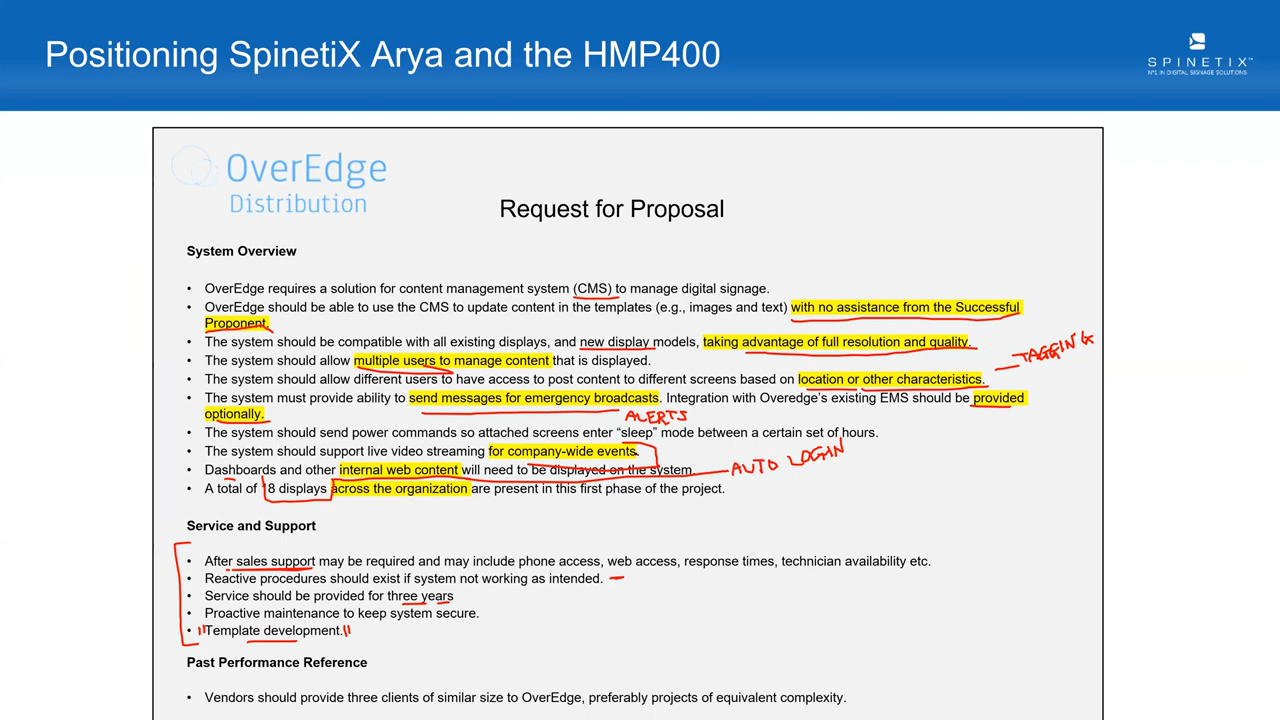 Positioning SpinetiX Arya and the HMP400
SPINETIX™
N°1 IN DIGITAL SIGNAGE SOLUTIONS
OverEdge
Distribution
Request for Proposal
System Overview
• OverEdge requires a solution for content management system (CMS) to manage digital signage.
• OverEdge should be able to use the CMS to update content in the templates (e.g., images and text) with no assistance from the Successful
Proponent.
• The system should be compatible with all existing displays, and new display models, taking advantage of full resolution and quality.
• The system should allow multiple users to manage content that is displayed.
TAGGING
• The system should allow different users to have access to post content to different screens based on location or other characteristics.
• The system must provide ability to send messages for emergency broadcasts. Integration with Overedge's existing EMS should be provided
optionally.
ALERTS
• The system should send power commands so attached screens enter “sleep” mode between a certain set of hours.
• The system should support live video streaming for company-wide events.
• Dashboards and other internal web content will need to be displayed on the system.
AUTO LOGIN
• A total of 18 displays across the organization are present in this first phase of the project.
Service and Support
• After sales support may be required and may include phone access, web access, response times, technician availability etc.
• Reactive procedures should exist if system not working as intended.
• Service should be provided for three years
• Proactive maintenance to keep system secure.
• "Template development."
Past Performance Reference
• Vendors should provide three clients of similar size to OverEdge, preferably projects of equivalent complexity.